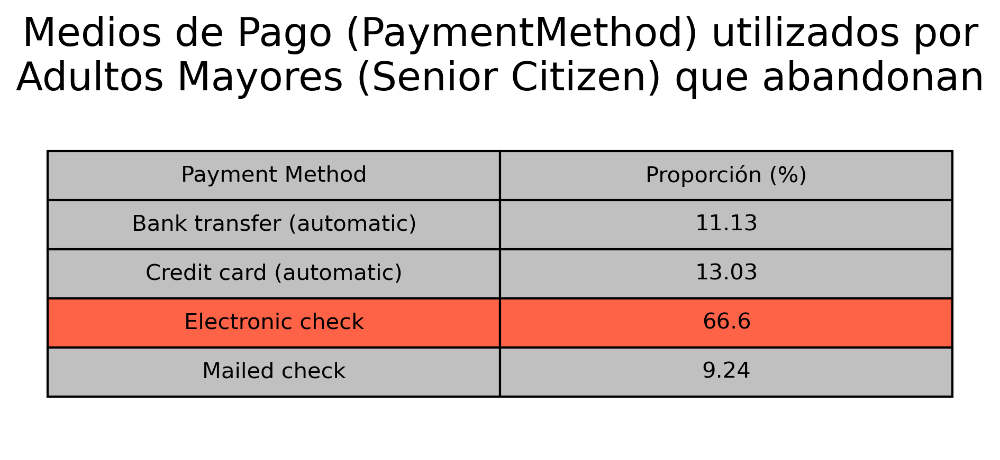 Medios de Pago (PaymentMethod) utilizados por
Adultos Mayores (Senior Citizen) que abandonan
Payment Method Proporción (%)
Bank transfer (automatic) 11.13
Credit card (automatic) 13.03
Electronic check 66.6
Mailed check 9.24